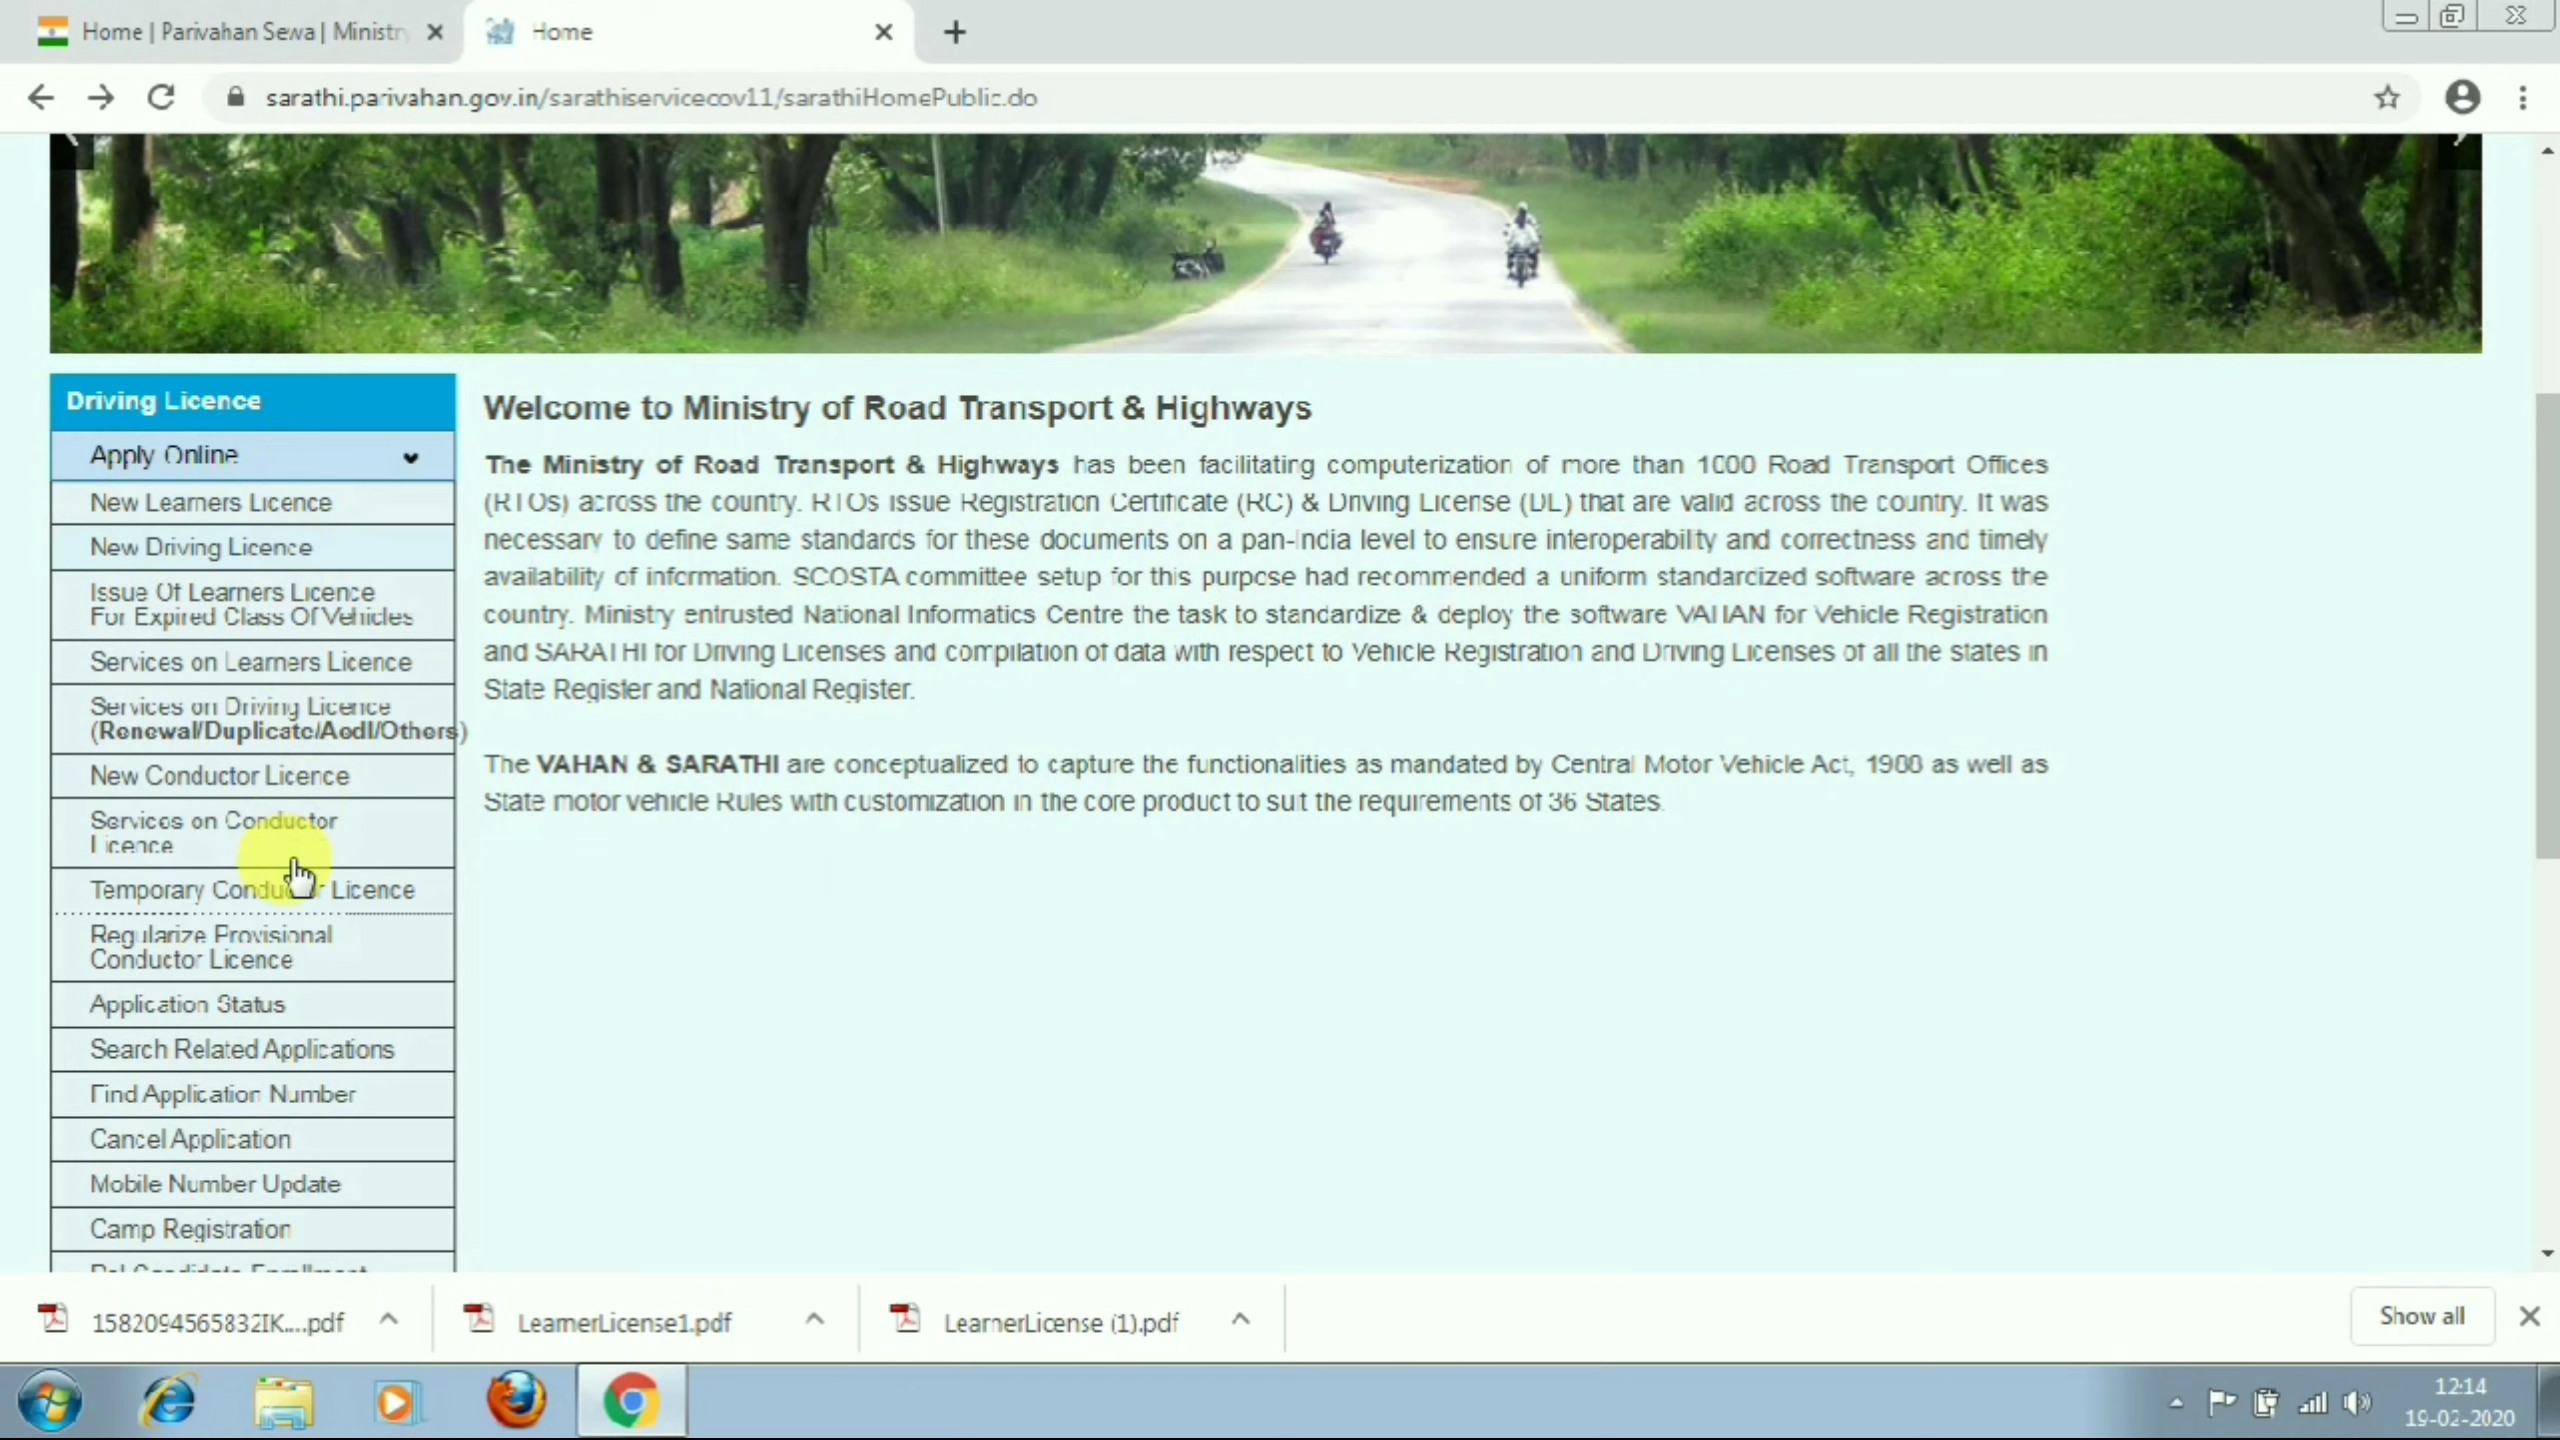 Home | Parivahan Sewa | Ministry
Home
sarathi.parivahan.gov.in/sarathiservicecov11/sarathiHomePublic.do
Driving Licence
Apply Online
New Learners Licence
New Driving Licence
Issue Of Learners Licence
For Expired Class Of Vehicles
Services on Learners Licence
Services on Driving Licence
(Renewal/Duplicate/Aedl/Others)
New Conductor Licence
Services on Conductor
Licence
Temporary Conductor Licence
Regularize Provisional
Conductor Licence
Application Status
Search Related Applications
Find Application Number
Cancel Application
Mobile Number Update
Camp Registration
Welcome to Ministry of Road Transport & Highways
The Ministry of Road Transport & Highways has been facilitating computerization of more than 1000 Road Transport Offices
(RTOs) across the country. RTOs issue Registration Certificate (RC) & Driving License (DL) that are valid across the country. It was
necessary to define same standards for these documents on a pan-India level to ensure interoperability and correctness and timely
availability of information. SCOSTA committee setup for this purpose had recommended a uniform standardized software across the
country. Ministry entrusted National Informatics Centre the task to standardize & deploy the software VAHAN for Vehicle Registration
and SARATHI for Driving Licenses and compilation of data with respect to Vehicle Registration and Driving Licenses of all the states in
State Register and National Register.
The VAHAN & SARATHI are conceptualized to capture the functionalities as mandated by Central Motor Vehicle Act, 1988 as well as
State motor vehicle Rules with customization in the core product to suit the requirements of 36 States.
1582094565832IK....pdf
LearnerLicense1.pdf
LearnerLicense (1).pdf
Show all
12:14
19-02-2020